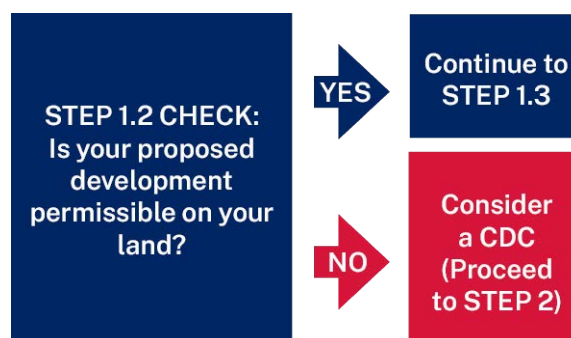 STEP 1.2 CHECK:
Is your proposed
development
permissible on your
land?
YES
Continue to
STEP 1.3
NO
Consider
a CDC
(Proceed
to STEP 2)